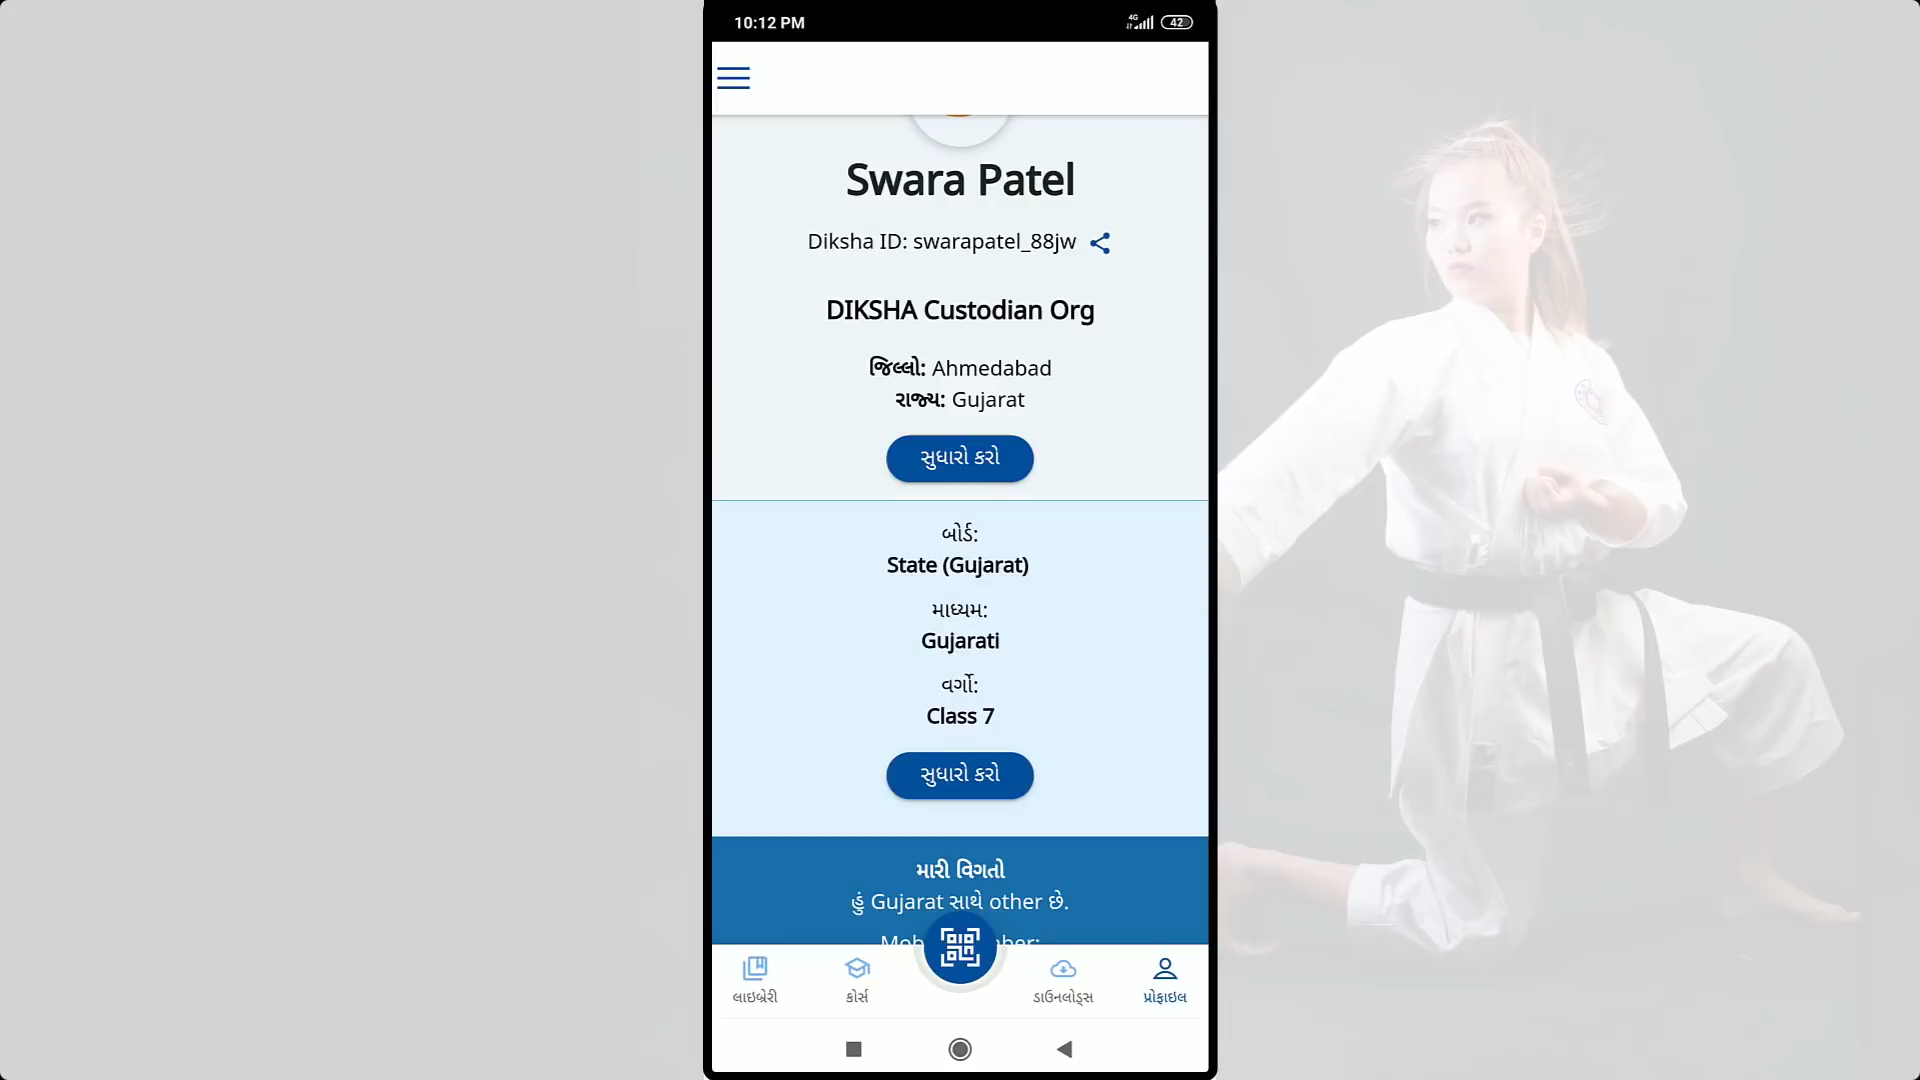 10:12 PM
4G
42
Swara Patel
Diksha ID: swarapatel_88jw
DIKSHA Custodian Org
જિલ્લો: Ahmedabad
રાજ્ય: Gujarat
સુધારો કરો
બોર્ડ:
State (Gujarat)
માધ્યમ:
Gujarati
વર્ગો:
Class 7
સુધારો કરો
મારી વિગતો
હું Gujarat સાથે other છે.
લાઇબ્રેરી
કોર્સ
ડાઉનલોડ્સ
પ્રોફાઇલ